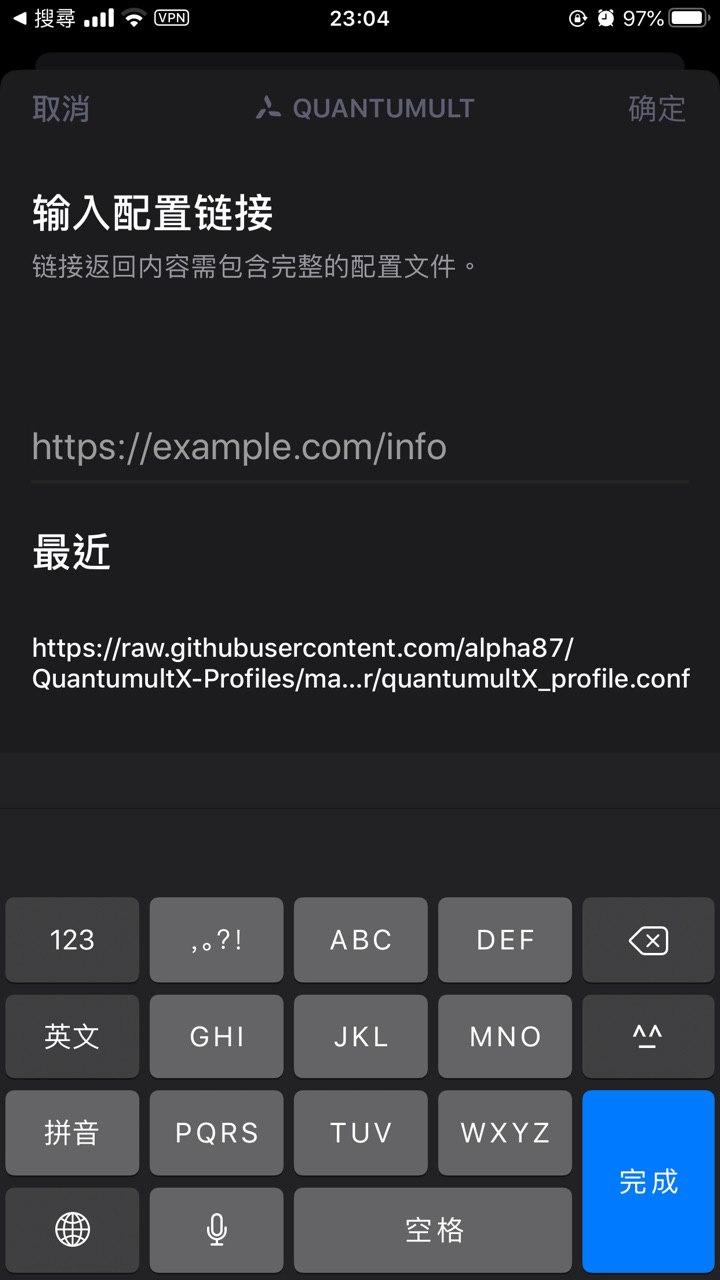 搜尋 VPN 23:04 97%
取消 QUANTUMULT 确定
输入配置链接
链接返回内容需包含完整的配置文件。
https://example.com/info
最近
https://raw.githubusercontent.com/alpha87/
QuantumultX-Profiles/ma...r/quantumultX_profile.conf
123 ,。?! ABC DEF
英文 GHI JKL MNO ^^
拼音 PQRS TUV WXYZ 完成
空格